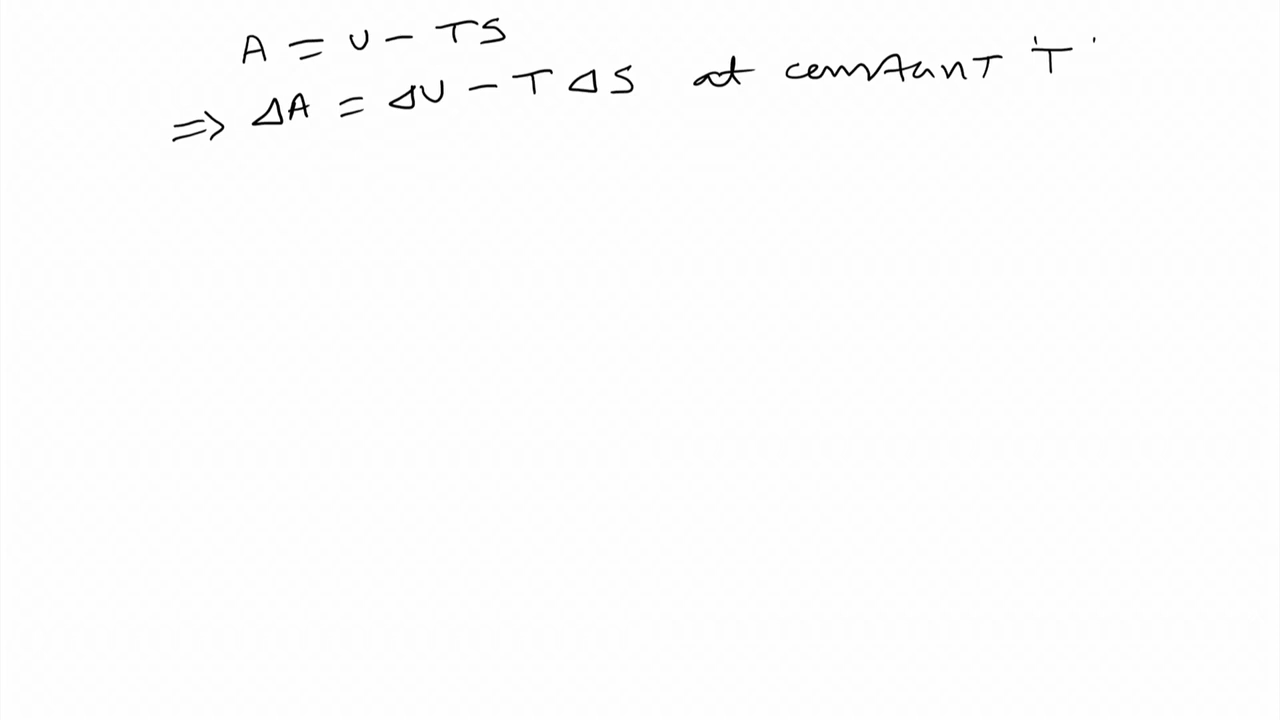 A = U - TS
⇒ ΔA = ΔU - TΔS at constant 'T'